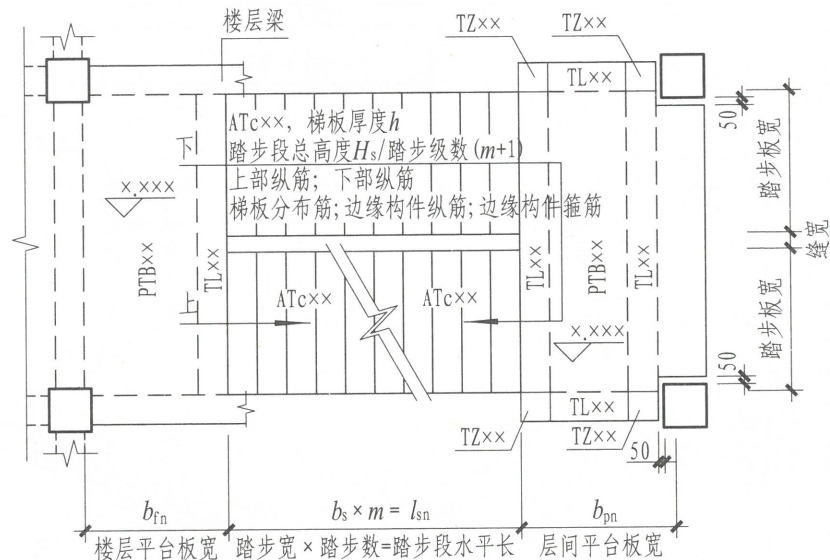 楼层梁
TZ××
TZ××
TL××
ATc××, 梯板厚度h
踏步段总高度Hs/踏步级数(m+1)
上部纵筋; 下部纵筋
梯板分布筋;边缘构件纵筋;边缘构件箍筋
下
x.xxx
PTB××
TL××
TL××
PTB××
TL××
50
踏步板宽
缝宽
踏步板宽
50
ATc××
ATc××
上
x.xxx
TL××
TZ××
TZ××
50
bfn
bs × m = lsn
bpn
楼层平台板宽
踏步宽 × 踏步数=踏步段水平长
层间平台板宽